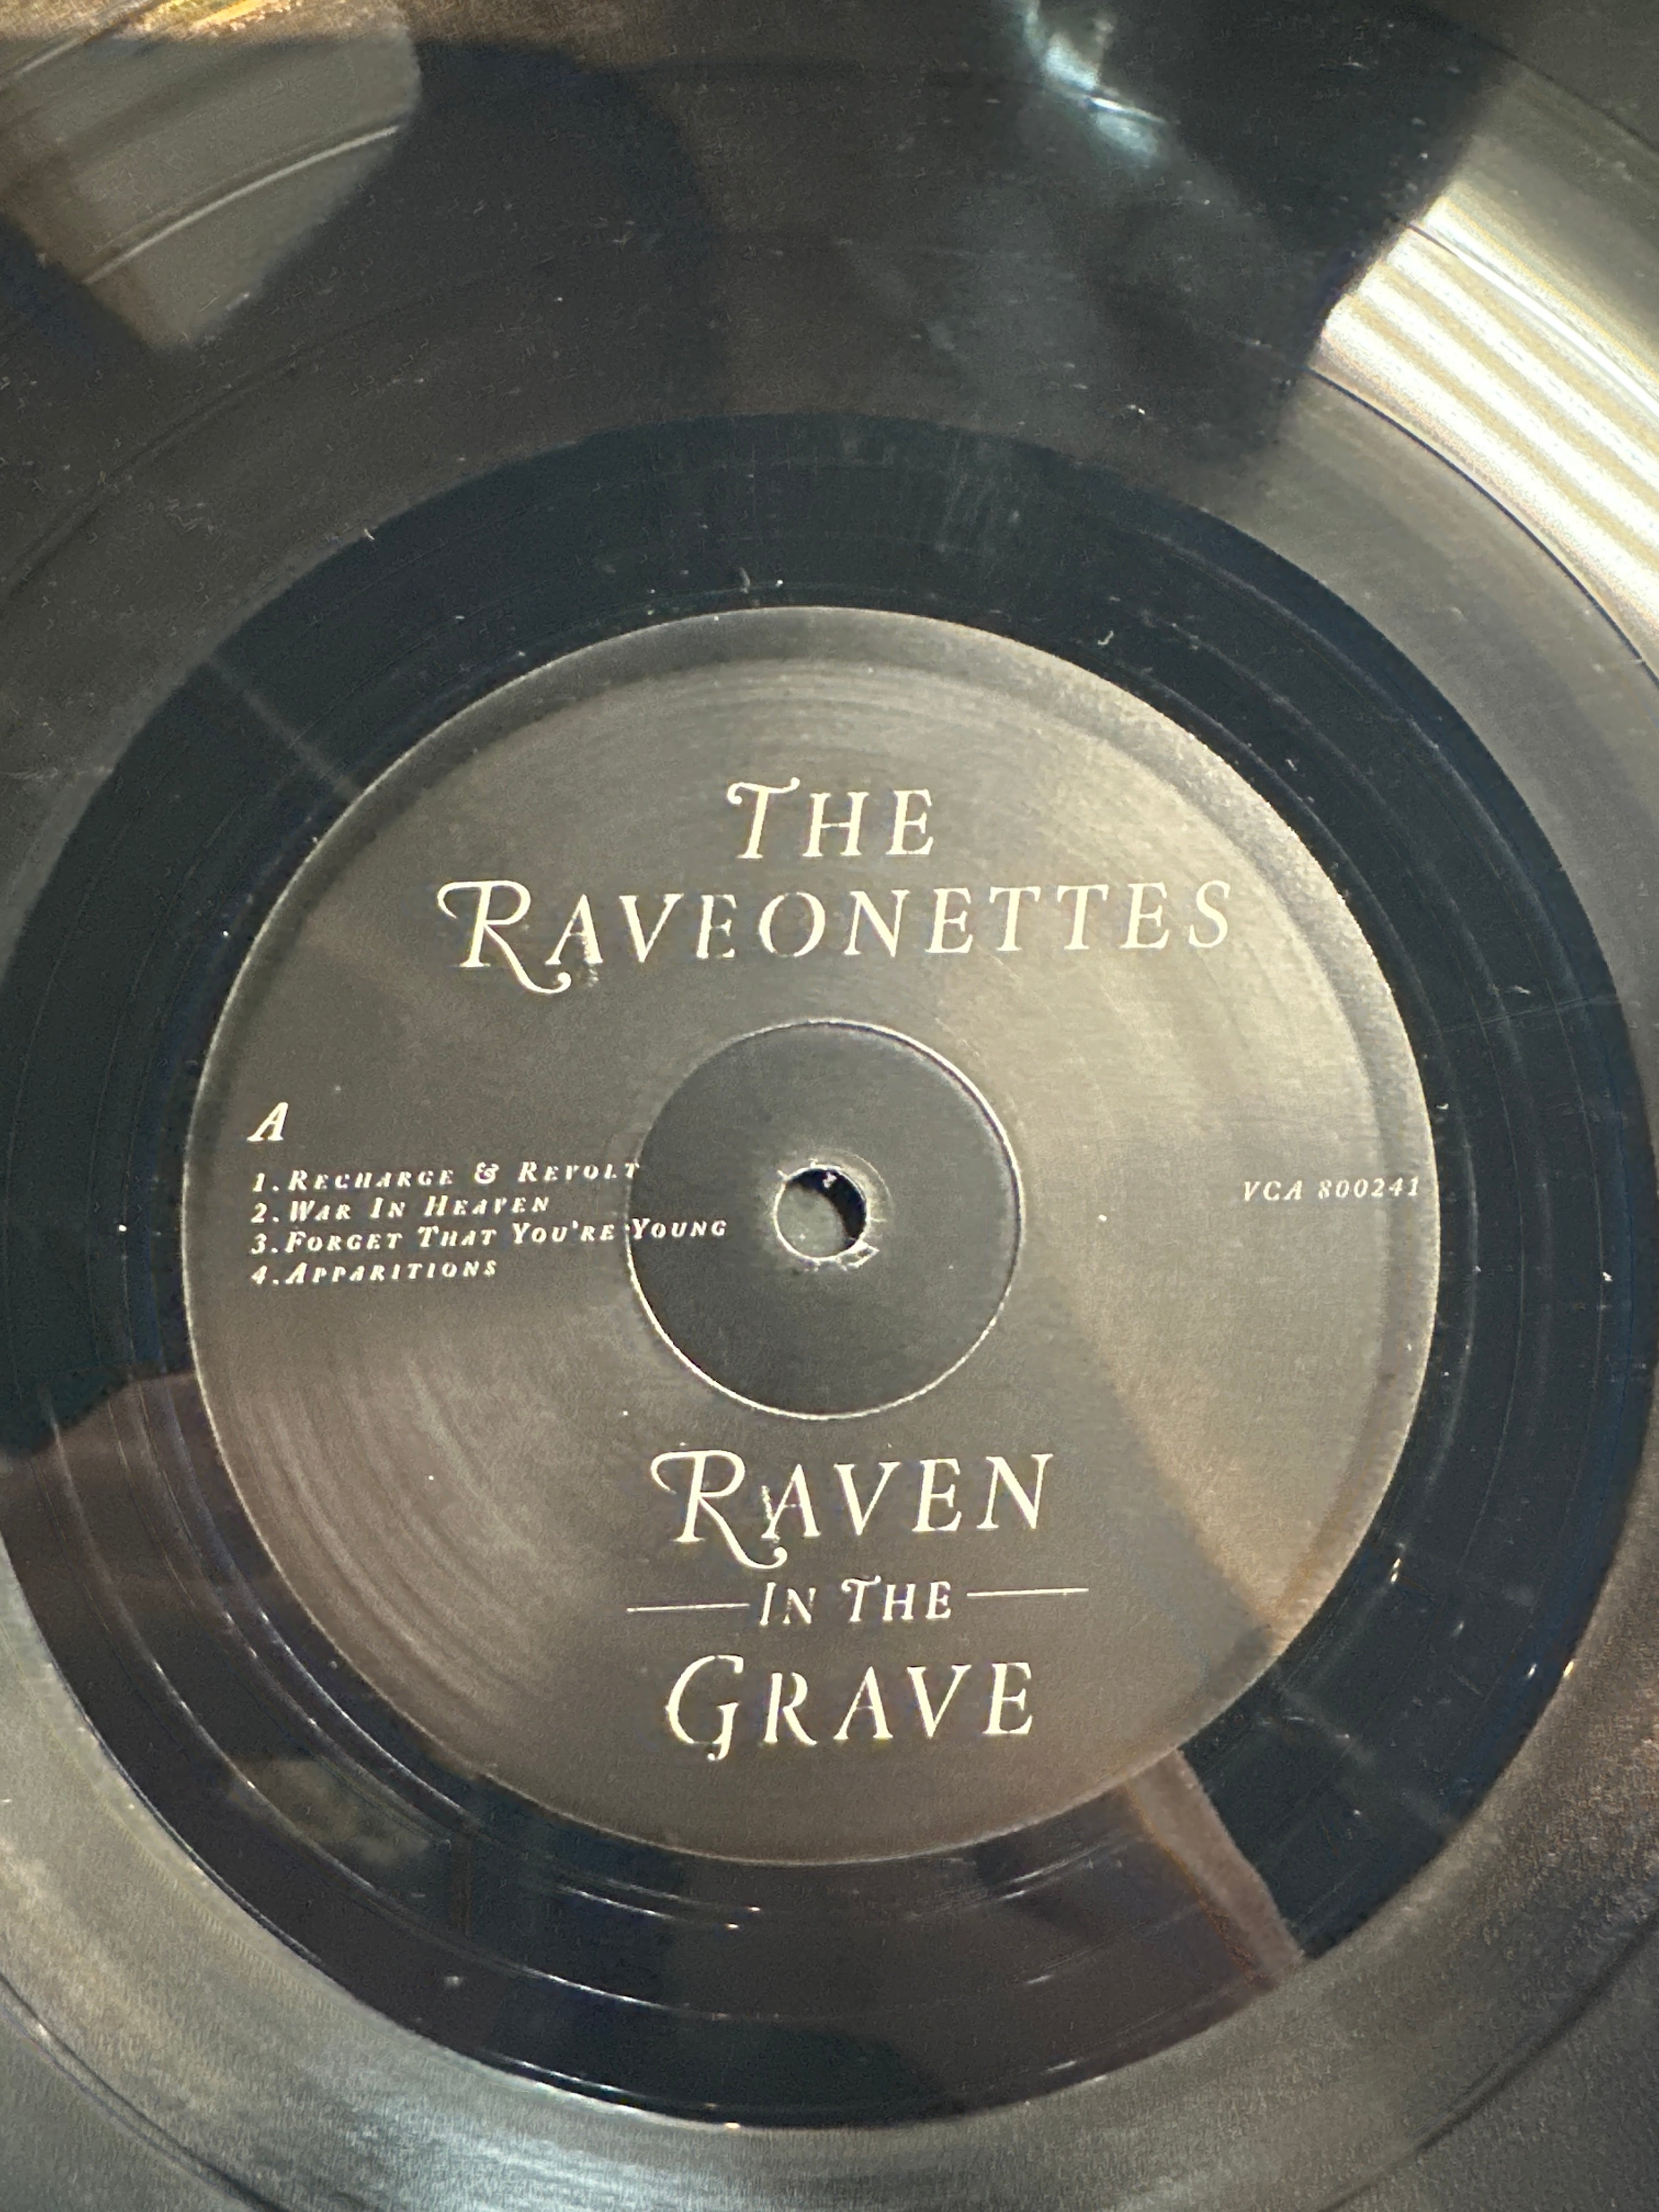 THE
RAVEONETTES
A
1. RECHARGE & REVOLT
2. WAR IN HEAVEN
3. FORGET THAT YOU'RE YOUNG
4. APPARITIONS
VCA 800241
RAVEN
IN THE
GRAVE